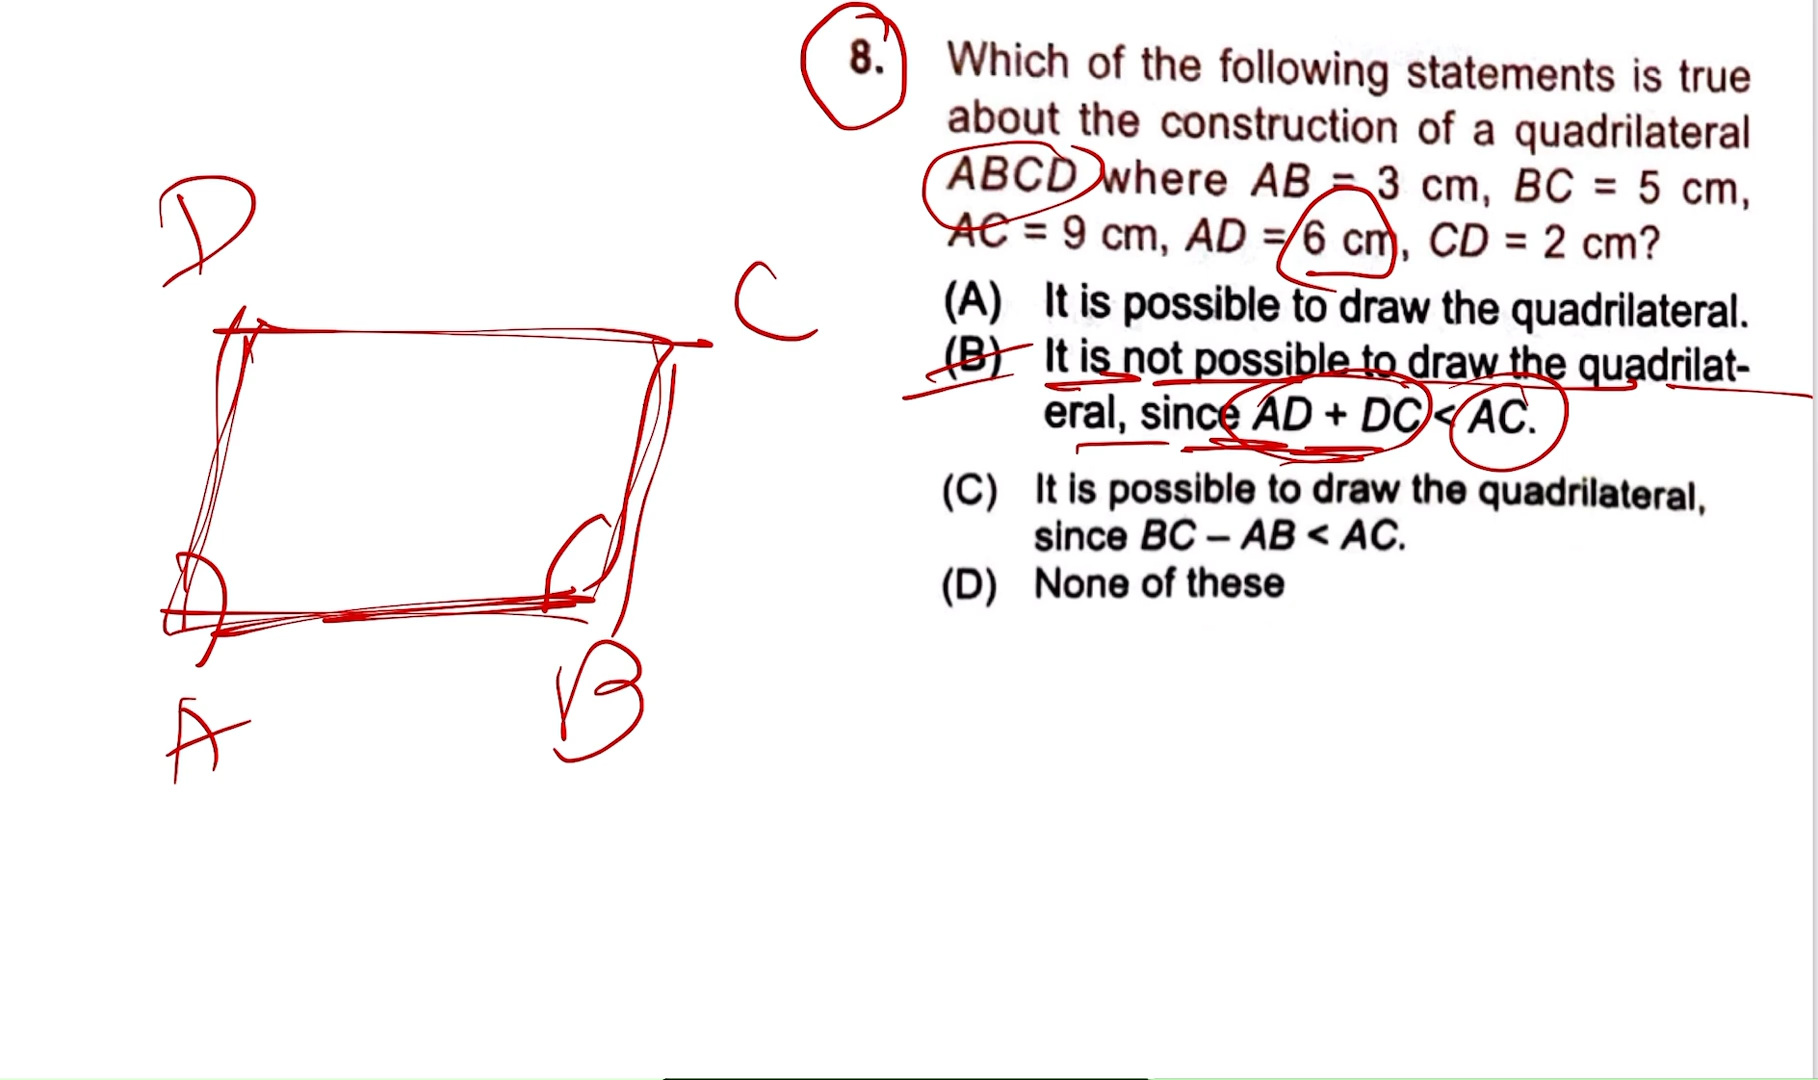 8. Which of the following statements is true
about the construction of a quadrilateral
ABCD where AB = 3 cm, BC = 5 cm,
AC = 9 cm, AD = 6 cm, CD = 2 cm?
(A) It is possible to draw the quadrilateral.
(B) It is not possible to draw the quadrilat-
eral, since AD + DC < AC.
(C) It is possible to draw the quadrilateral,
since BC – AB < AC.
(D) None of these
D
C
A
B